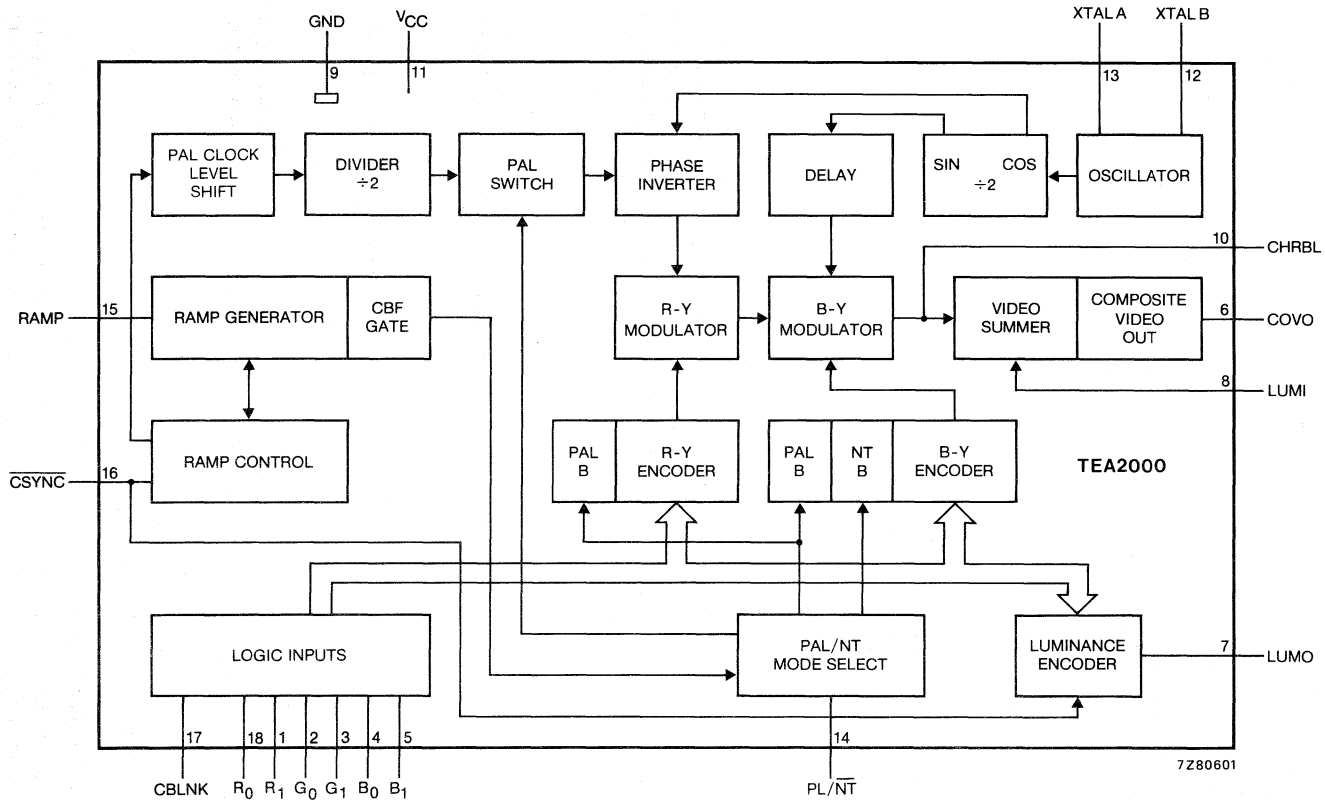 GND
VCC
XTAL A
XTAL B
9
11
13
12
PAL CLOCK
LEVEL
SHIFT
DIVIDER
÷2
PAL
SWITCH
PHASE
INVERTER
DELAY
SIN COS
÷2
OSCILLATOR
10
CHRBL
RAMP
15
RAMP GENERATOR
CBF
GATE
R-Y
MODULATOR
B-Y
MODULATOR
VIDEO
SUMMER
COMPOSITE
VIDEO
OUT
6
COVO
8
LUMI
CSYNC
16
RAMP CONTROL
PAL
B
R-Y
ENCODER
PAL
B
NT
B
B-Y
ENCODER
TEA2000
LOGIC INPUTS
PAL/NT
MODE SELECT
LUMINANCE
ENCODER
7
LUMO
17
18
1
2
3
4
5
14
CBLNK
R0
R1
G0
G1
B0
B1
PL/NT
7Z80601